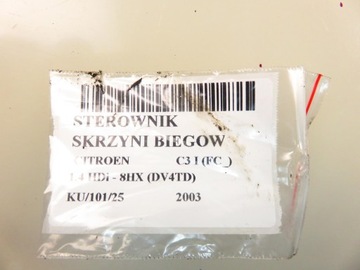 STEROWNIK
SKRZYNI BIEGOW
CITROEN C3 I (FC_)
1.4 HDi - 8HX (DV4TD)
KU/101/25 2003